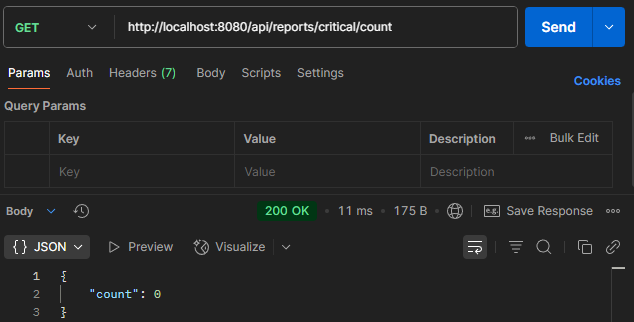 GET http://localhost:8080/api/reports/critical/count Send
Params Auth Headers (7) Body Scripts Settings Cookies
Query Params
Key Value Description Bulk Edit
Key Value Description
Body 200 OK • 11 ms • 175 B • e.g. Save Response
{} JSON Preview Visualize
1 {
2 "count": 0
3 }